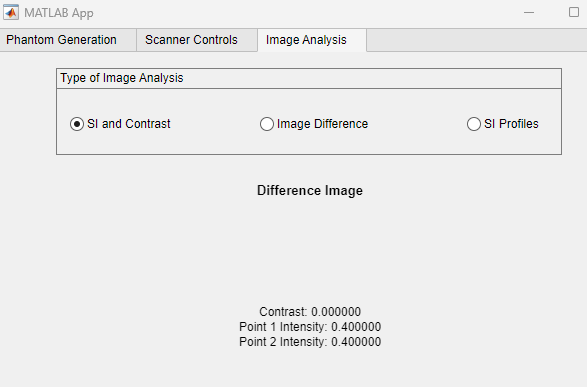 MATLAB App
Phantom Generation Scanner Controls Image Analysis
Type of Image Analysis
SI and Contrast Image Difference SI Profiles
Difference Image
Contrast: 0.000000
Point 1 Intensity: 0.400000
Point 2 Intensity: 0.400000